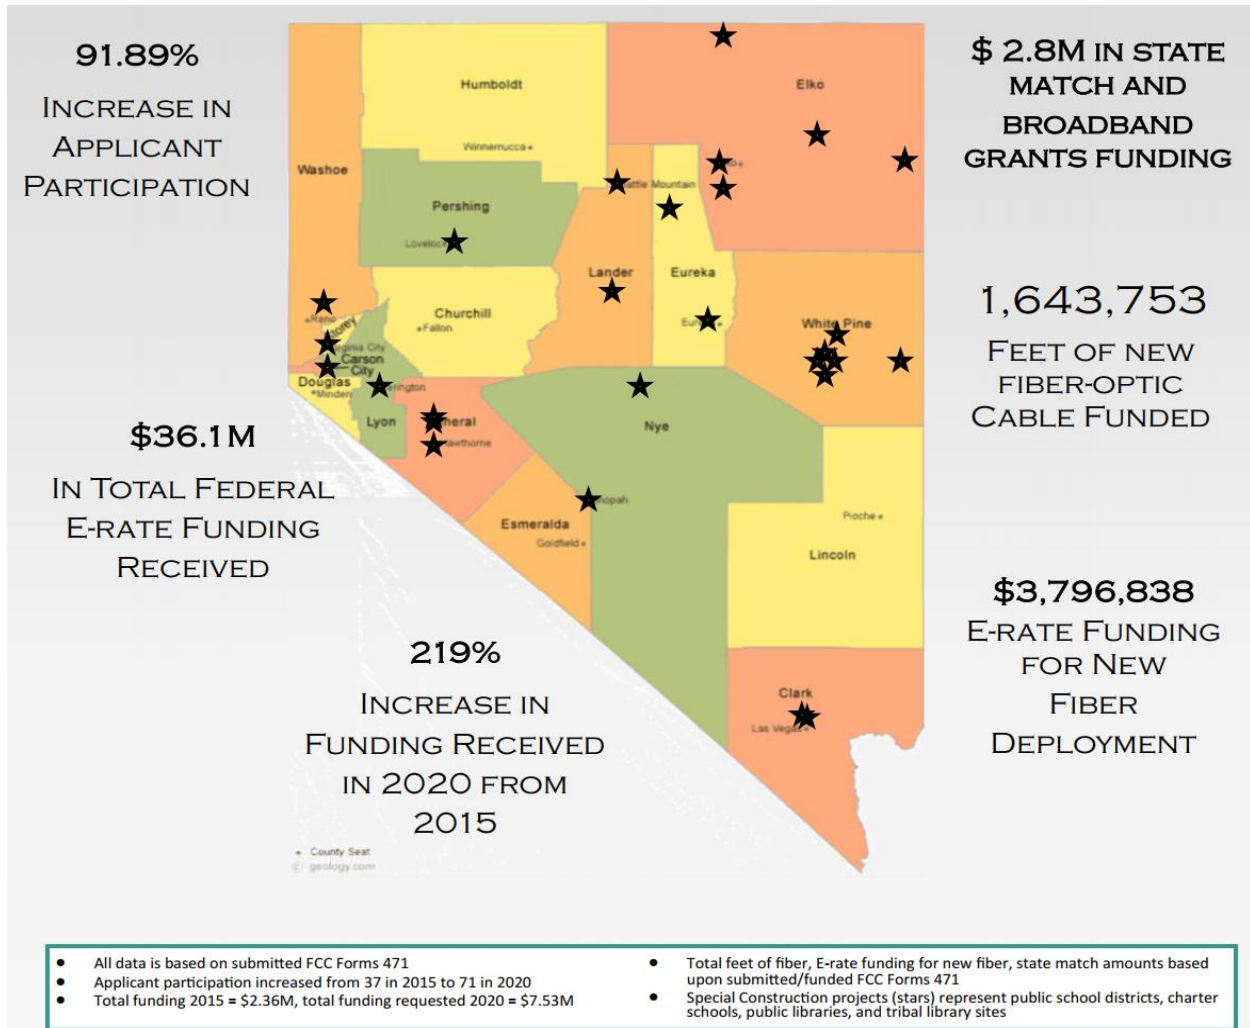 91.89%
INCREASE IN
APPLICANT
PARTICIPATION
$ 2.8M IN STATE
MATCH AND
BROADBAND
GRANTS FUNDING
1,643,753
FEET OF NEW
FIBER-OPTIC
CABLE FUNDED
$36.1M
IN TOTAL FEDERAL
E-RATE FUNDING
RECEIVED
219%
INCREASE IN
FUNDING RECEIVED
IN 2020 FROM
2015
$3,796,838
E-RATE FUNDING
FOR NEW
FIBER
DEPLOYMENT
Humboldt
Elko
Winnemucca
Washoe
Mountain
Pershing
Lander
Eureka
Churchill
Fallon
White Pine
Reno
City
Carson
City
Douglas
Minden
Lyon
Nye
Esmeralda
Goldfield
Pioche
Lincoln
Clark
Las Vegas
County Seat
© geology.com
• All data is based on submitted FCC Forms 471
• Applicant participation increased from 37 in 2015 to 71 in 2020
• Total funding 2015 = $2.36M, total funding requested 2020 = $7.53M
• Total feet of fiber, E-rate funding for new fiber, state match amounts based
upon submitted/funded FCC Forms 471
• Special Construction projects (stars) represent public school districts, charter
schools, public libraries, and tribal library sites